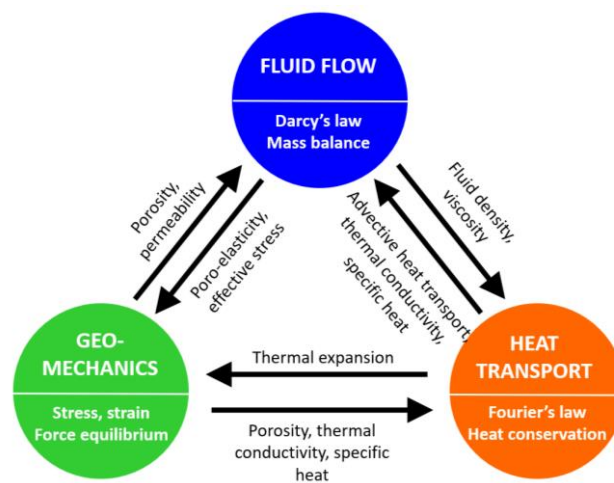 FLUID FLOW
Darcy's law
Mass balance
Porosity,
permeability
Poro-elasticity,
effective stress
Fluid density,
viscosity
Advective heat transport,
thermal conductivity,
specific heat
GEO-
MECHANICS
Stress, strain
Force equilibrium
Thermal expansion
Porosity, thermal
conductivity, specific
heat
HEAT
TRANSPORT
Fourier's law
Heat conservation